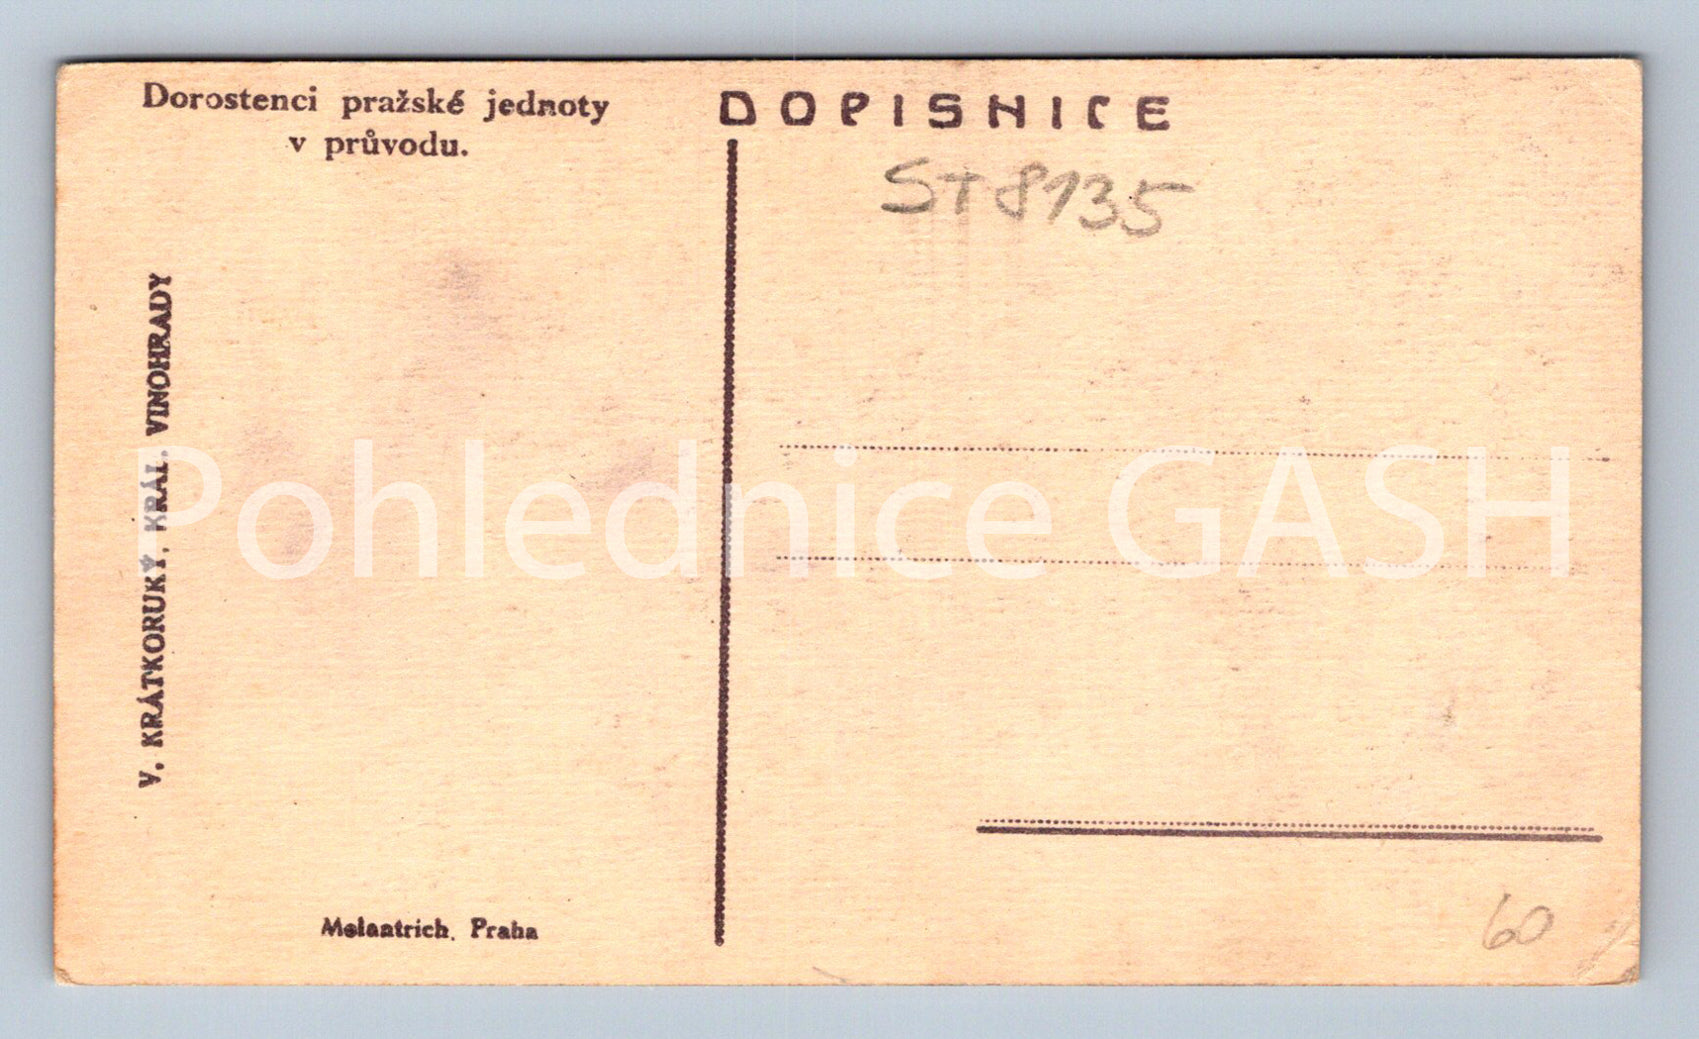 Dorostenci pražské jednoty
v průvodu.
DOPISNICE
ST8135
V. KRÁTKORUKÝ, KRÁL. VINOHRADY
Pohlednice GASH
Melantrich, Praha
60